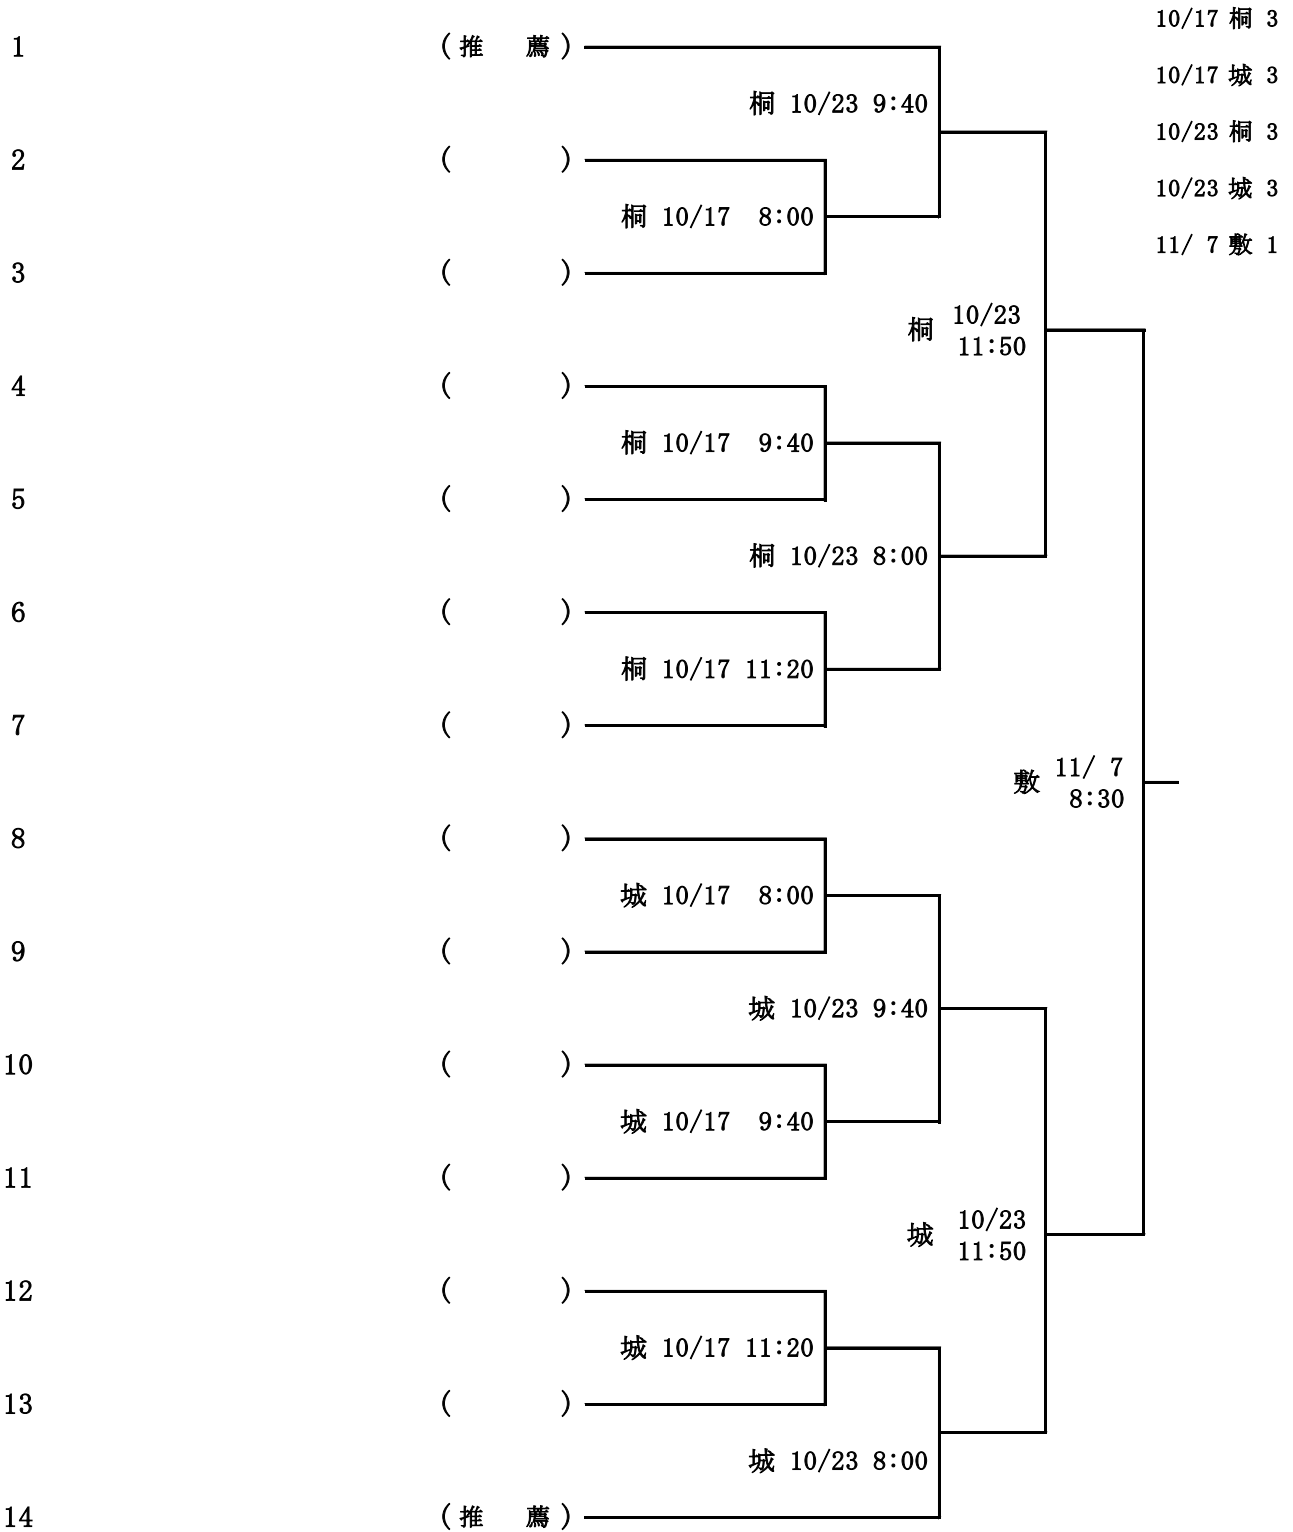 10/17 桐 3
1 (推 薦)
10/17 城 3
桐 10/23 9:40
10/23 桐 3
2 ( )
10/23 城 3
桐 10/17 8:00
11/ 7 敷 1
3 ( )
桐 10/23
11:50
4 ( )
桐 10/17 9:40
5 ( )
桐 10/23 8:00
6 ( )
桐 10/17 11:20
7 ( )
敷 11/ 7
8:30
8 ( )
城 10/17 8:00
9 ( )
城 10/23 9:40
10 ( )
城 10/17 9:40
11 ( )
城 10/23
11:50
12 ( )
城 10/17 11:20
13 ( )
城 10/23 8:00
14 (推 薦)